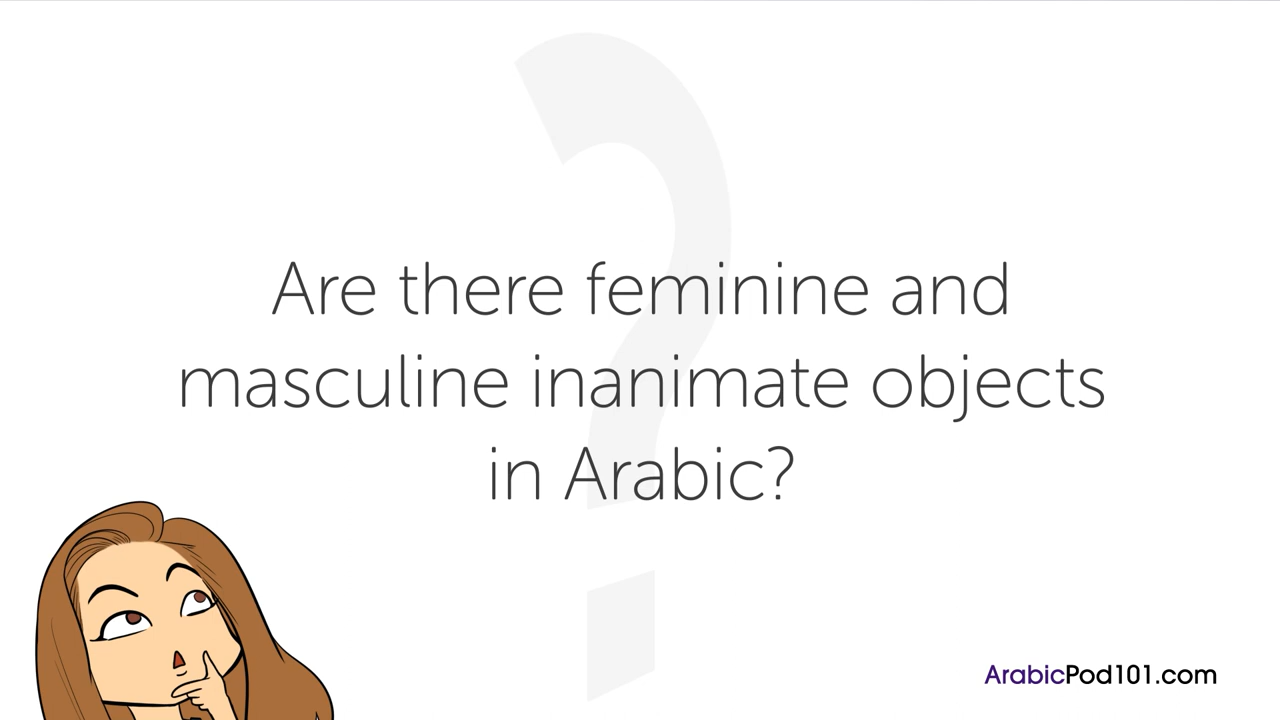 Are there feminine and
masculine inanimate objects
in Arabic?
ArabicPod101.com